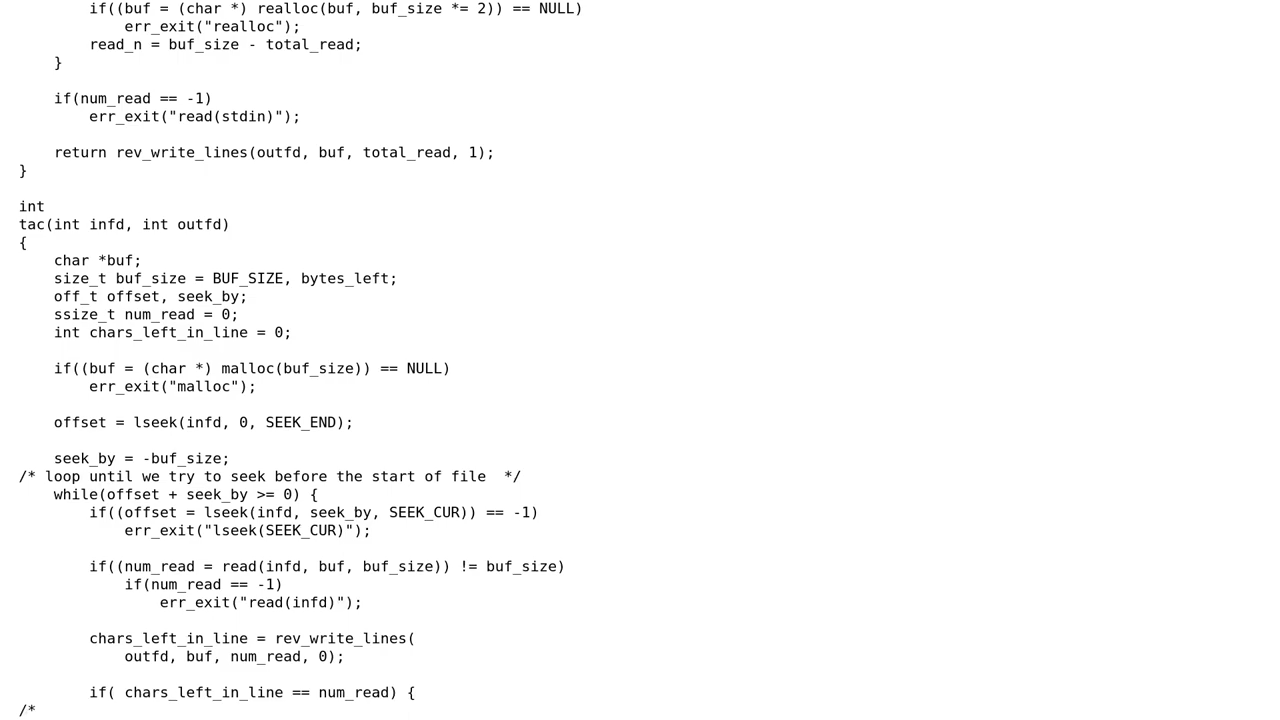 if((buf = (char *) realloc(buf, buf_size *= 2)) == NULL)
            err_exit("realloc");
        read_n = buf_size - total_read;
    }

    if(num_read == -1)
        err_exit("read(stdin)");

    return rev_write_lines(outfd, buf, total_read, 1);
}

int
tac(int infd, int outfd)
{
    char *buf;
    size_t buf_size = BUF_SIZE, bytes_left;
    off_t offset, seek_by;
    ssize_t num_read = 0;
    int chars_left_in_line = 0;

    if((buf = (char *) malloc(buf_size)) == NULL)
        err_exit("malloc");

    offset = lseek(infd, 0, SEEK_END);

    seek_by = -buf_size;
/* loop until we try to seek before the start of file  */
    while(offset + seek_by >= 0) {
        if((offset = lseek(infd, seek_by, SEEK_CUR)) == -1)
            err_exit("lseek(SEEK_CUR)");

        if((num_read = read(infd, buf, buf_size)) != buf_size)
            if(num_read == -1)
                err_exit("read(infd)");

        chars_left_in_line = rev_write_lines(
            outfd, buf, num_read, 0);

        if( chars_left_in_line == num_read) {
/*